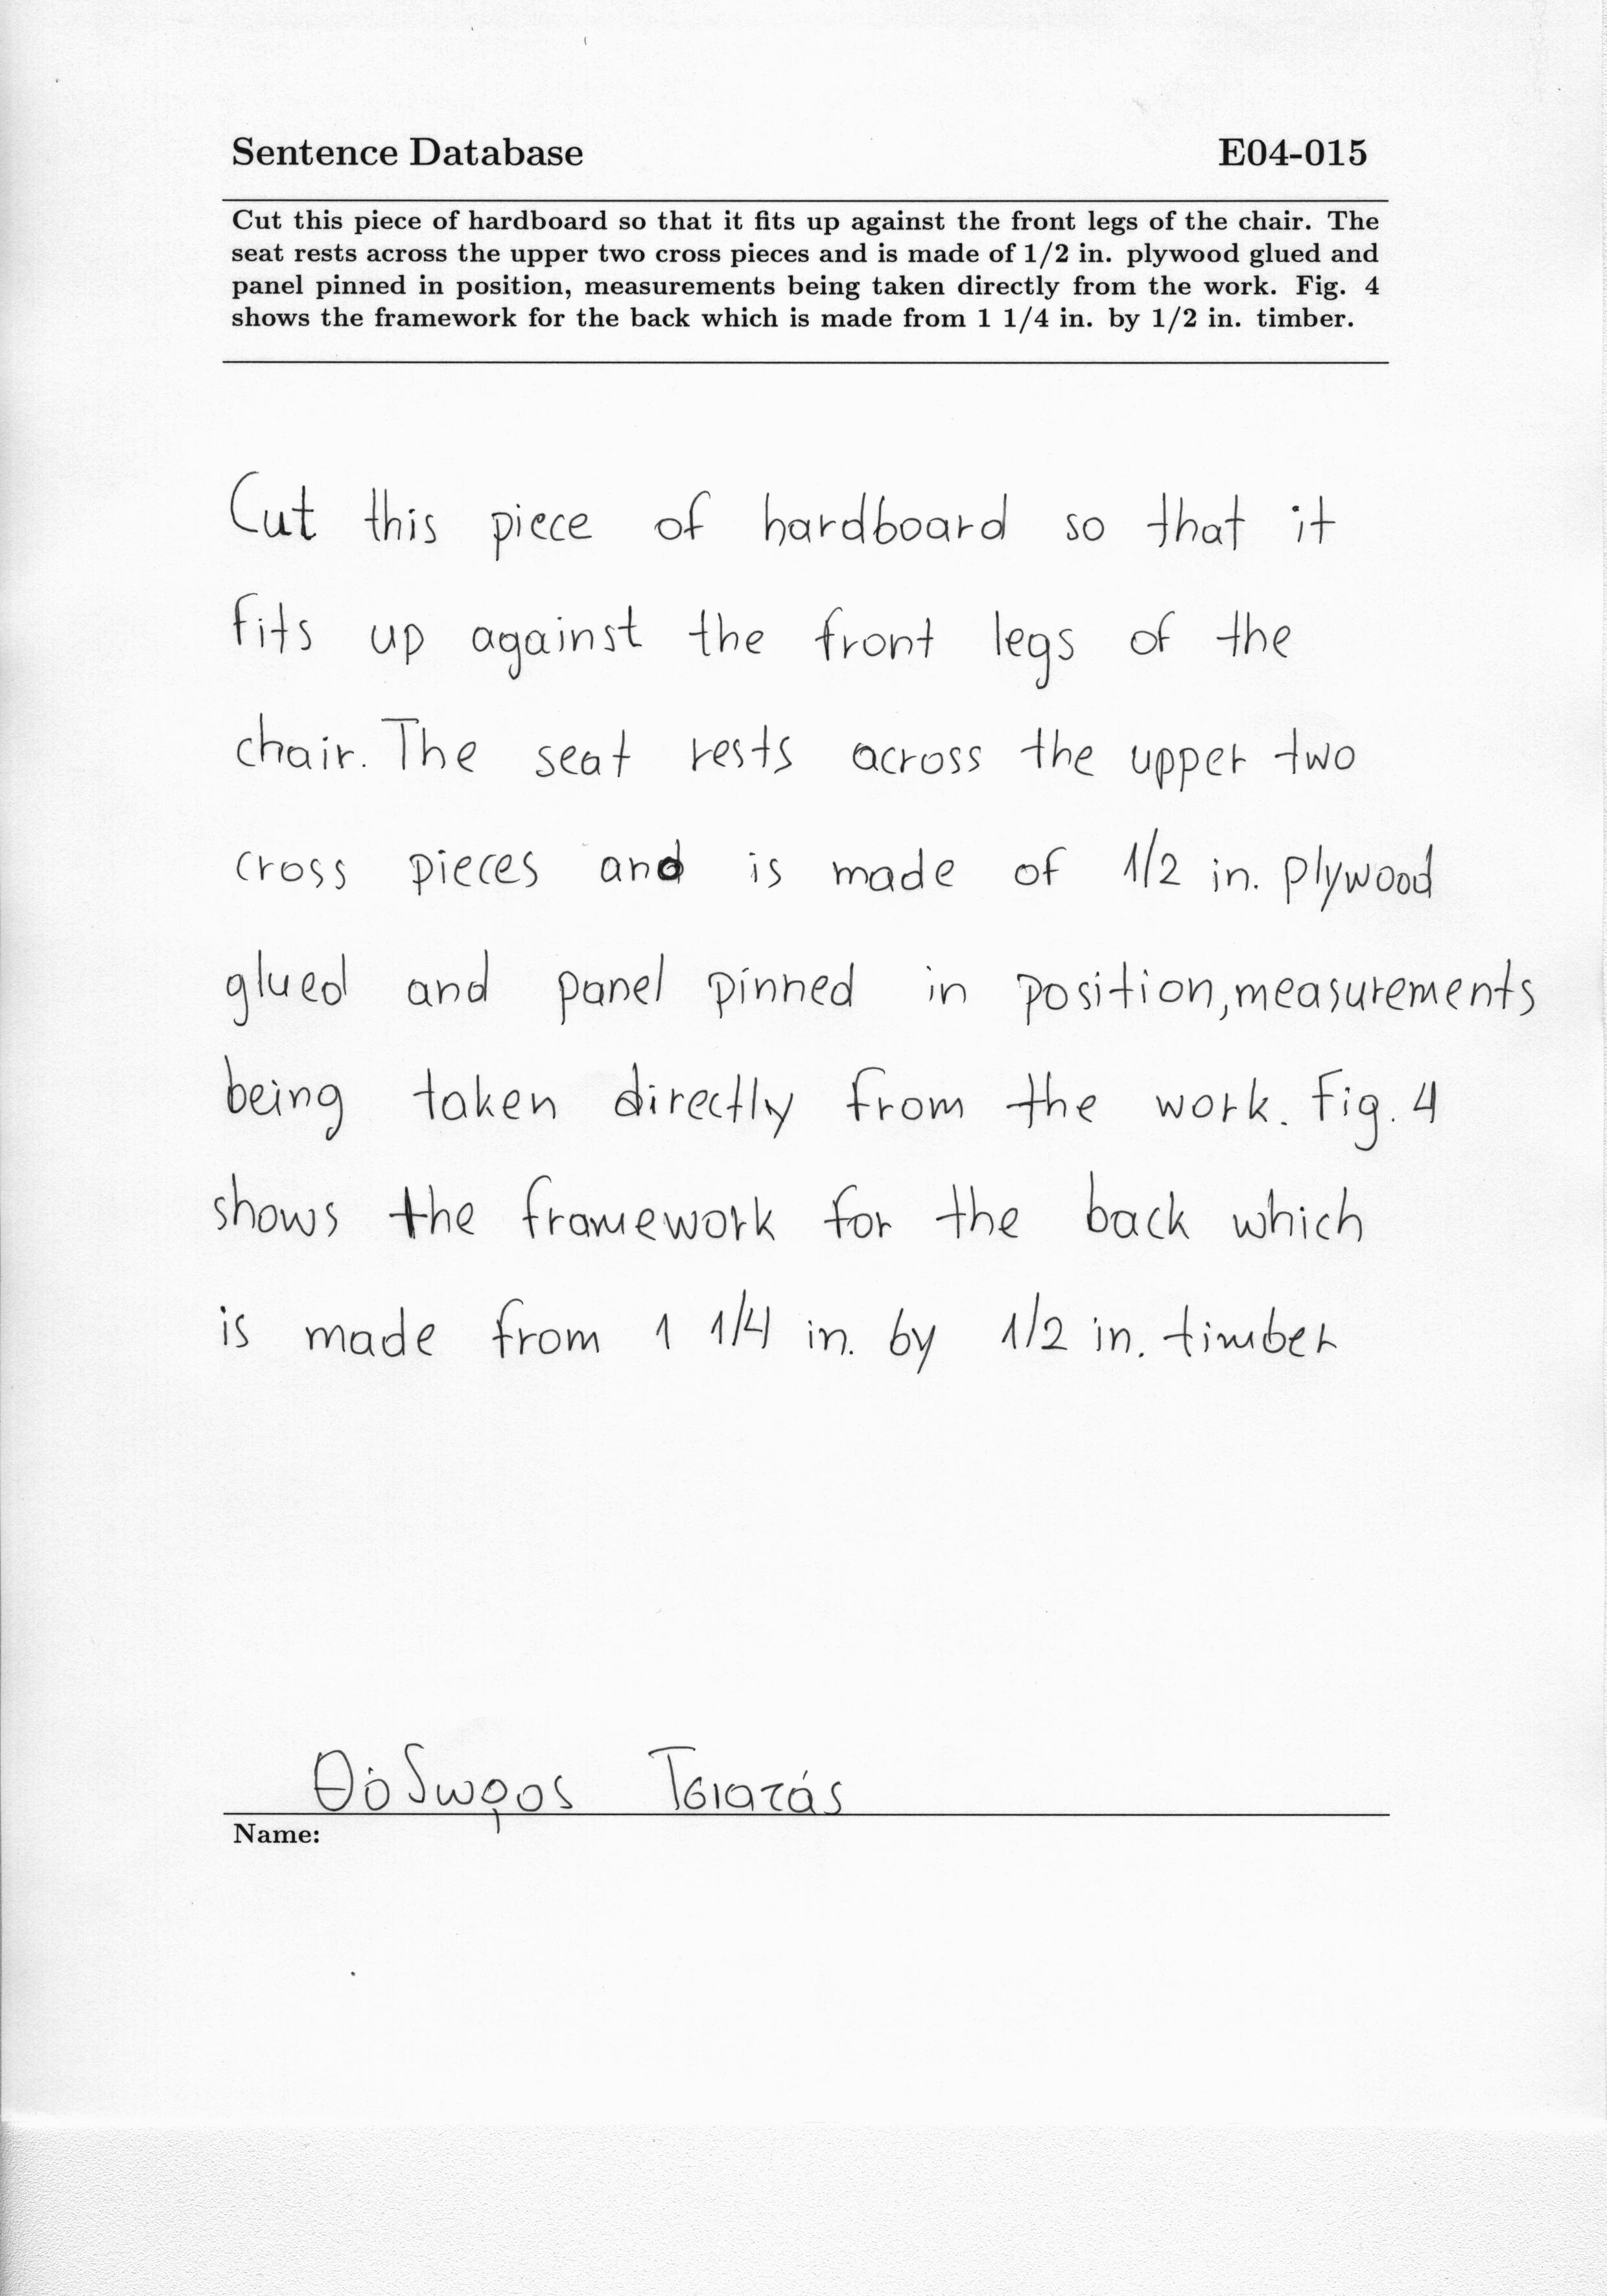 Sentence Database E04-015
Cut this piece of hardboard so that it fits up against the front legs of the chair. The
seat rests across the upper two cross pieces and is made of 1/2 in. plywood glued and
panel pinned in position, measurements being taken directly from the work. Fig. 4
shows the framework for the back which is made from 1 1/4 in. by 1/2 in. timber.
Cut this piece of hardboard so that it
fits up against the front legs of the
chair. The seat rests across the upper two
cross pieces and is made of 1/2 in. plywood
glued and panel pinned in position, measurements
being taken directly from the work. Fig. 4
shows the framework for the back which
is made from 1 1/4 in. by 1/2 in. timber
Θόδωρος Τσιατάς
Name: